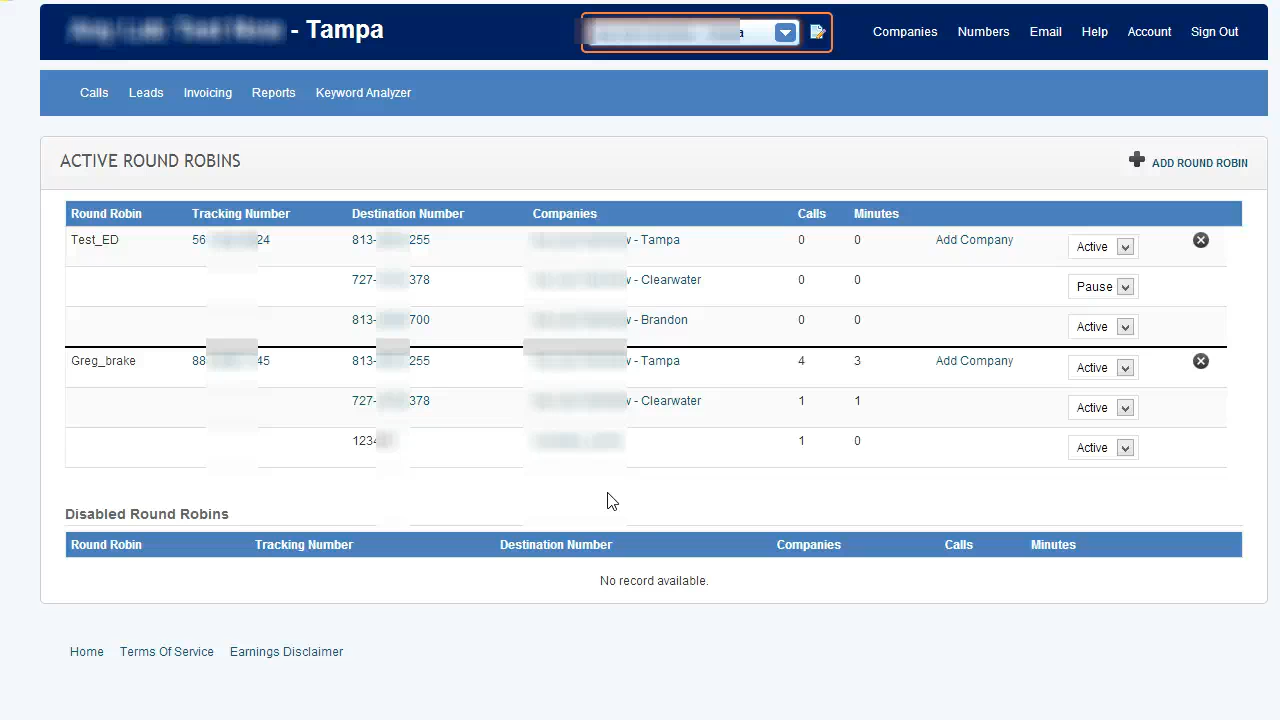 - Tampa
Companies Numbers Email Help Account Sign Out
Calls Leads Invoicing Reports Keyword Analyzer
ACTIVE ROUND ROBINS
ADD ROUND ROBIN
Round Robin Tracking Number Destination Number Companies Calls Minutes
Test_ED 56 24 813- 255 - Tampa 0 0 Add Company Active
727- 378 - Clearwater 0 0 Pause
813- 700 - Brandon 0 0 Active
Greg_brake 88 45 813- 255 - Tampa 4 3 Add Company Active
727- 378 - Clearwater 1 1 Active
1234 1 0 Active
Disabled Round Robins
Round Robin Tracking Number Destination Number Companies Calls Minutes
No record available.
Home Terms Of Service Earnings Disclaimer